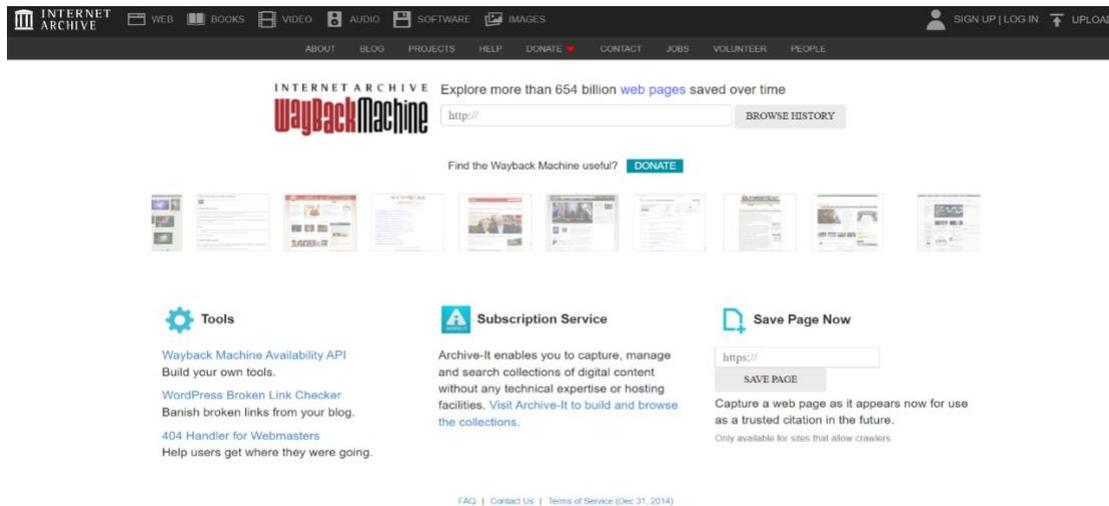 INTERNET ARCHIVE
WEB BOOKS VIDEO AUDIO SOFTWARE IMAGES SIGN UP | LOG IN UPLOAD
ABOUT BLOG PROJECTS HELP DONATE CONTACT JOBS VOLUNTEER PEOPLE
INTERNET ARCHIVE
WayBackMachine
Explore more than 654 billion web pages saved over time
http://
BROWSE HISTORY
Find the Wayback Machine useful? DONATE
Tools
Wayback Machine Availability API
Build your own tools.
WordPress Broken Link Checker
Banish broken links from your blog.
404 Handler for Webmasters
Help users get where they were going.
Subscription Service
Archive-It enables you to capture, manage
and search collections of digital content
without any technical expertise or hosting
facilities. Visit Archive-It to build and browse
the collections.
Save Page Now
https://
SAVE PAGE
Capture a web page as it appears now for use
as a trusted citation in the future.
Only available for sites that allow crawlers.
FAQ | Contact Us | Terms of Service (Dec 31, 2014)